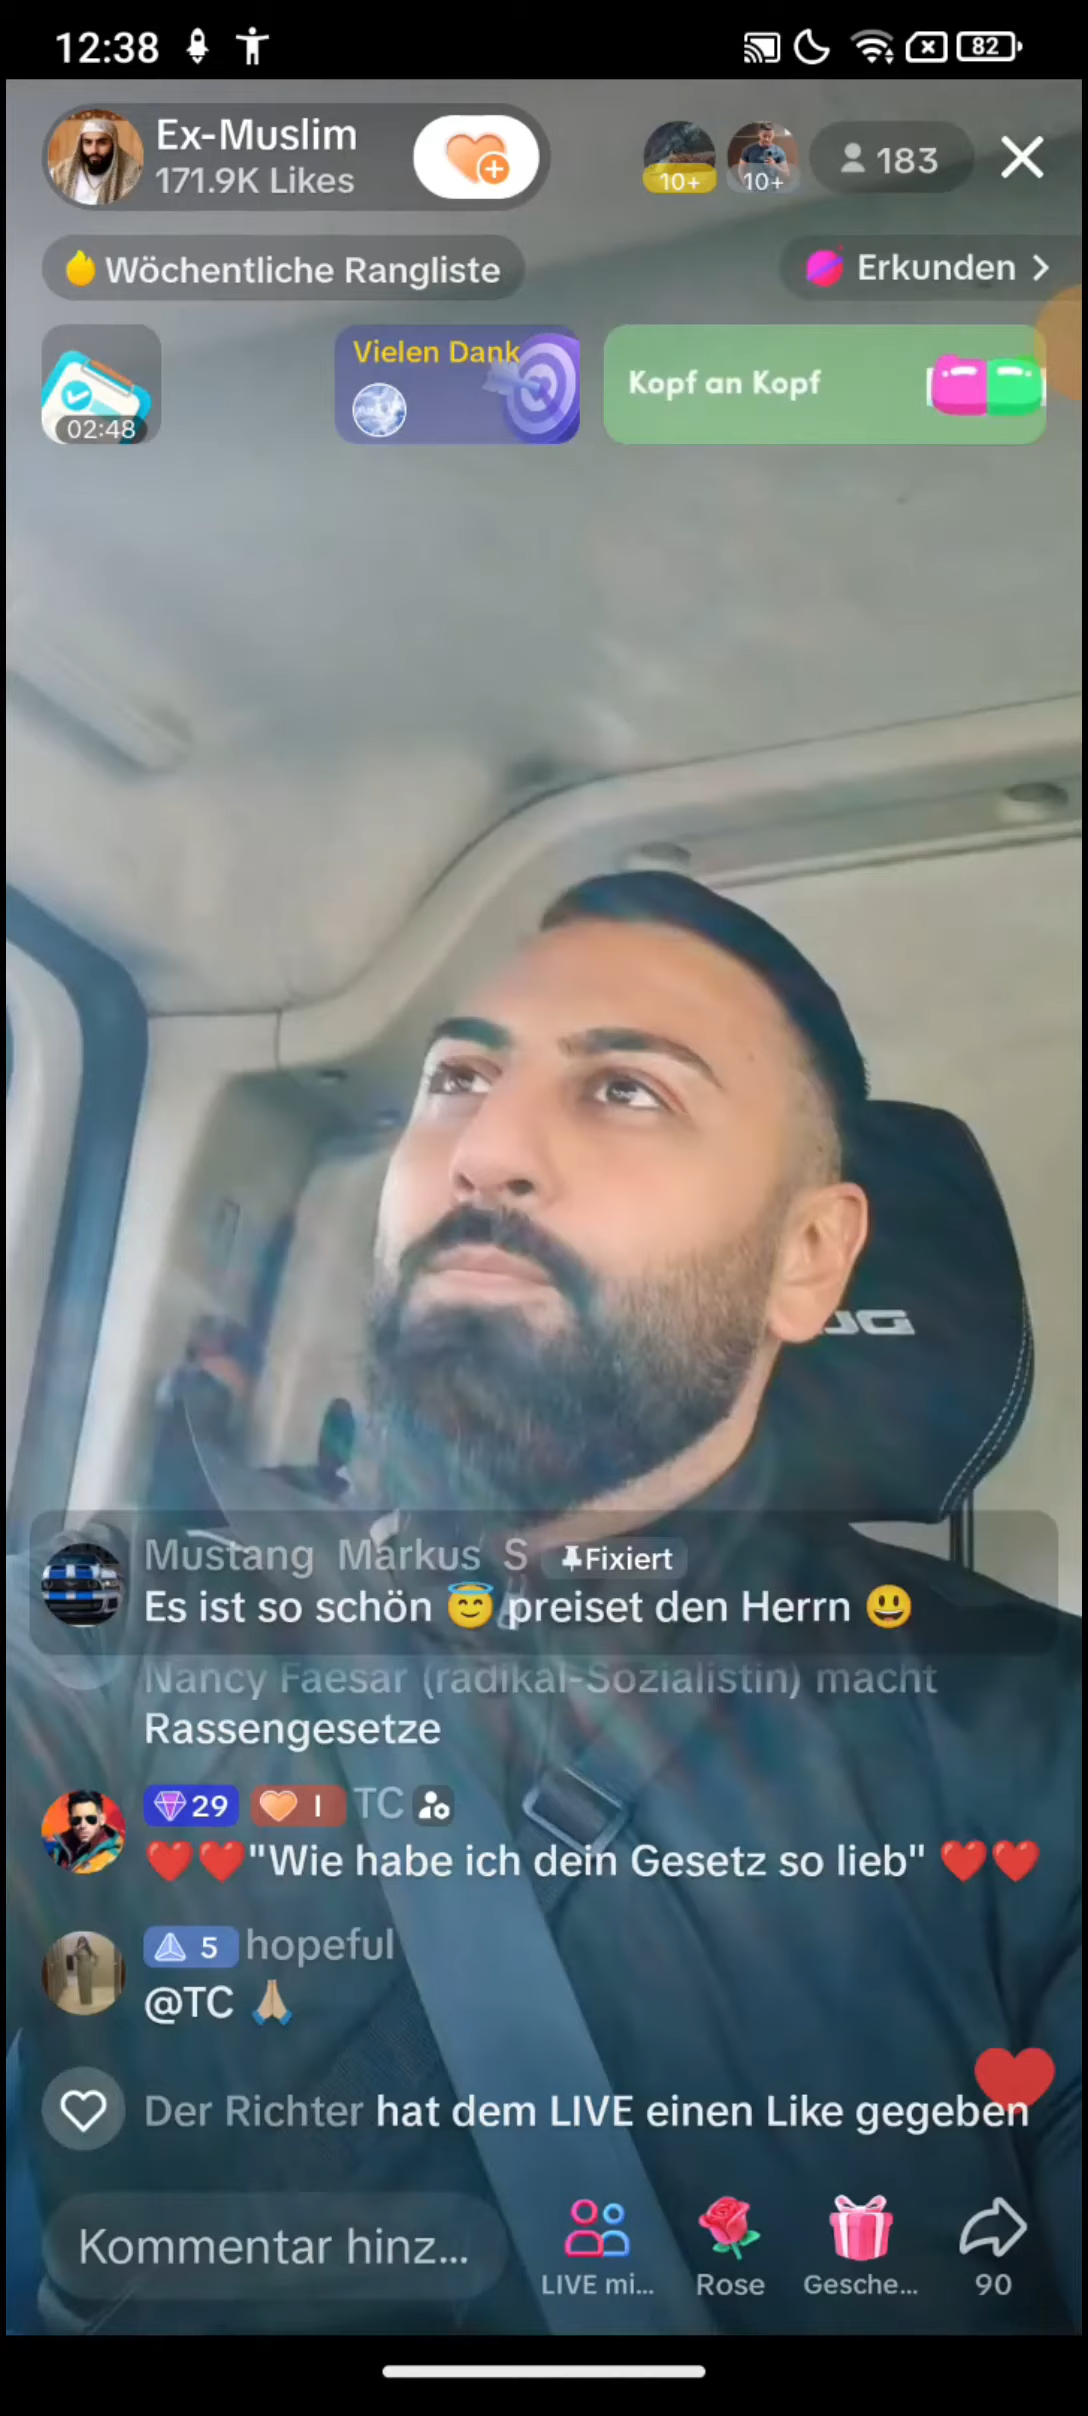 12:38
82
Ex-Muslim
171.9K Likes
10+
10+
183
Wöchentliche Rangliste
Erkunden
02:48
Vielen Dank
Kopf an Kopf
Mustang Markus S Fixiert
Es ist so schön 😇 preiset den Herrn 😃
Nancy Faesar (radikal-Sozialistin) macht
Rassengesetze
29 I TC
❤️❤️"Wie habe ich dein Gesetz so lieb" ❤️❤️
5 hopeful
@TC 🙏🏼
Der Richter hat dem LIVE einen Like gegeben
Kommentar hinz...
LIVE mi...
Rose
Gesche...
90